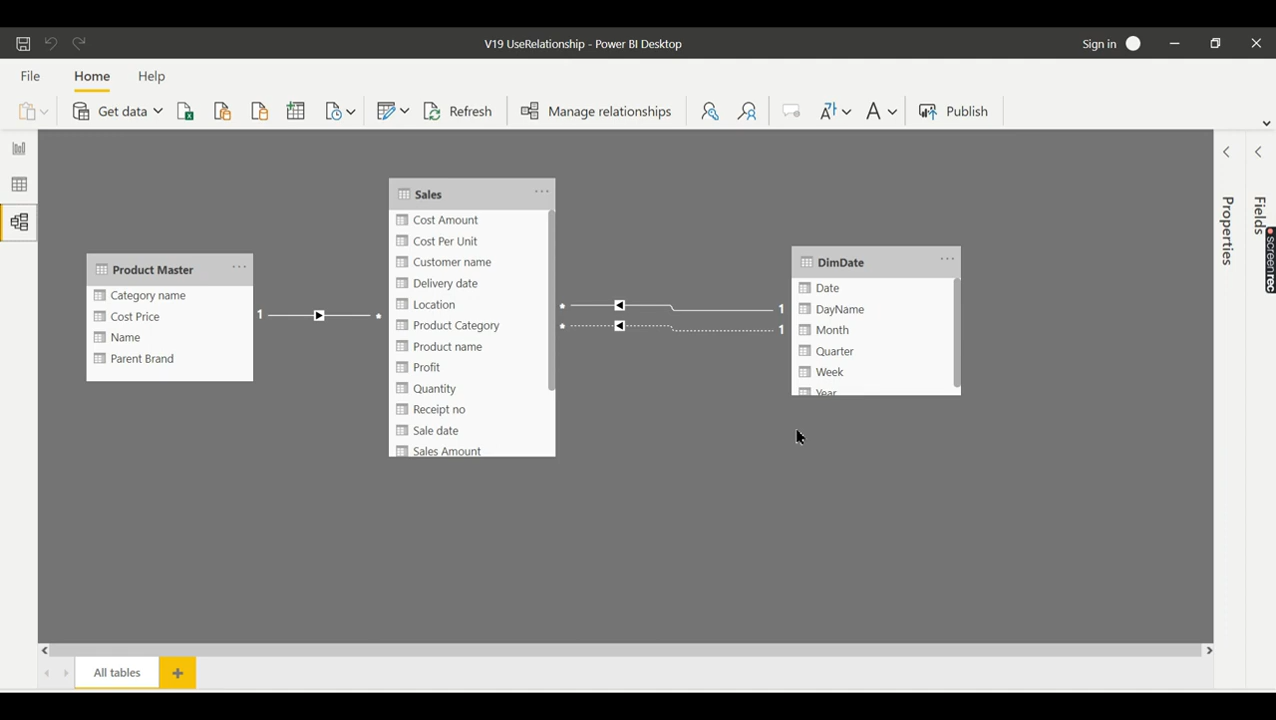 V19 UseRelationship - Power BI Desktop
Sign in
File Home Help
Get data
Refresh
Manage relationships
Publish
Product Master
Category name
Cost Price
Name
Parent Brand
1
*
Sales
Cost Amount
Cost Per Unit
Customer name
Delivery date
Location
Product Category
Product name
Profit
Quantity
Receipt no
Sale date
Sales Amount
* 1
* 1
DimDate
Date
DayName
Month
Quarter
Week
Year
Properties
Fields
screenrec
All tables